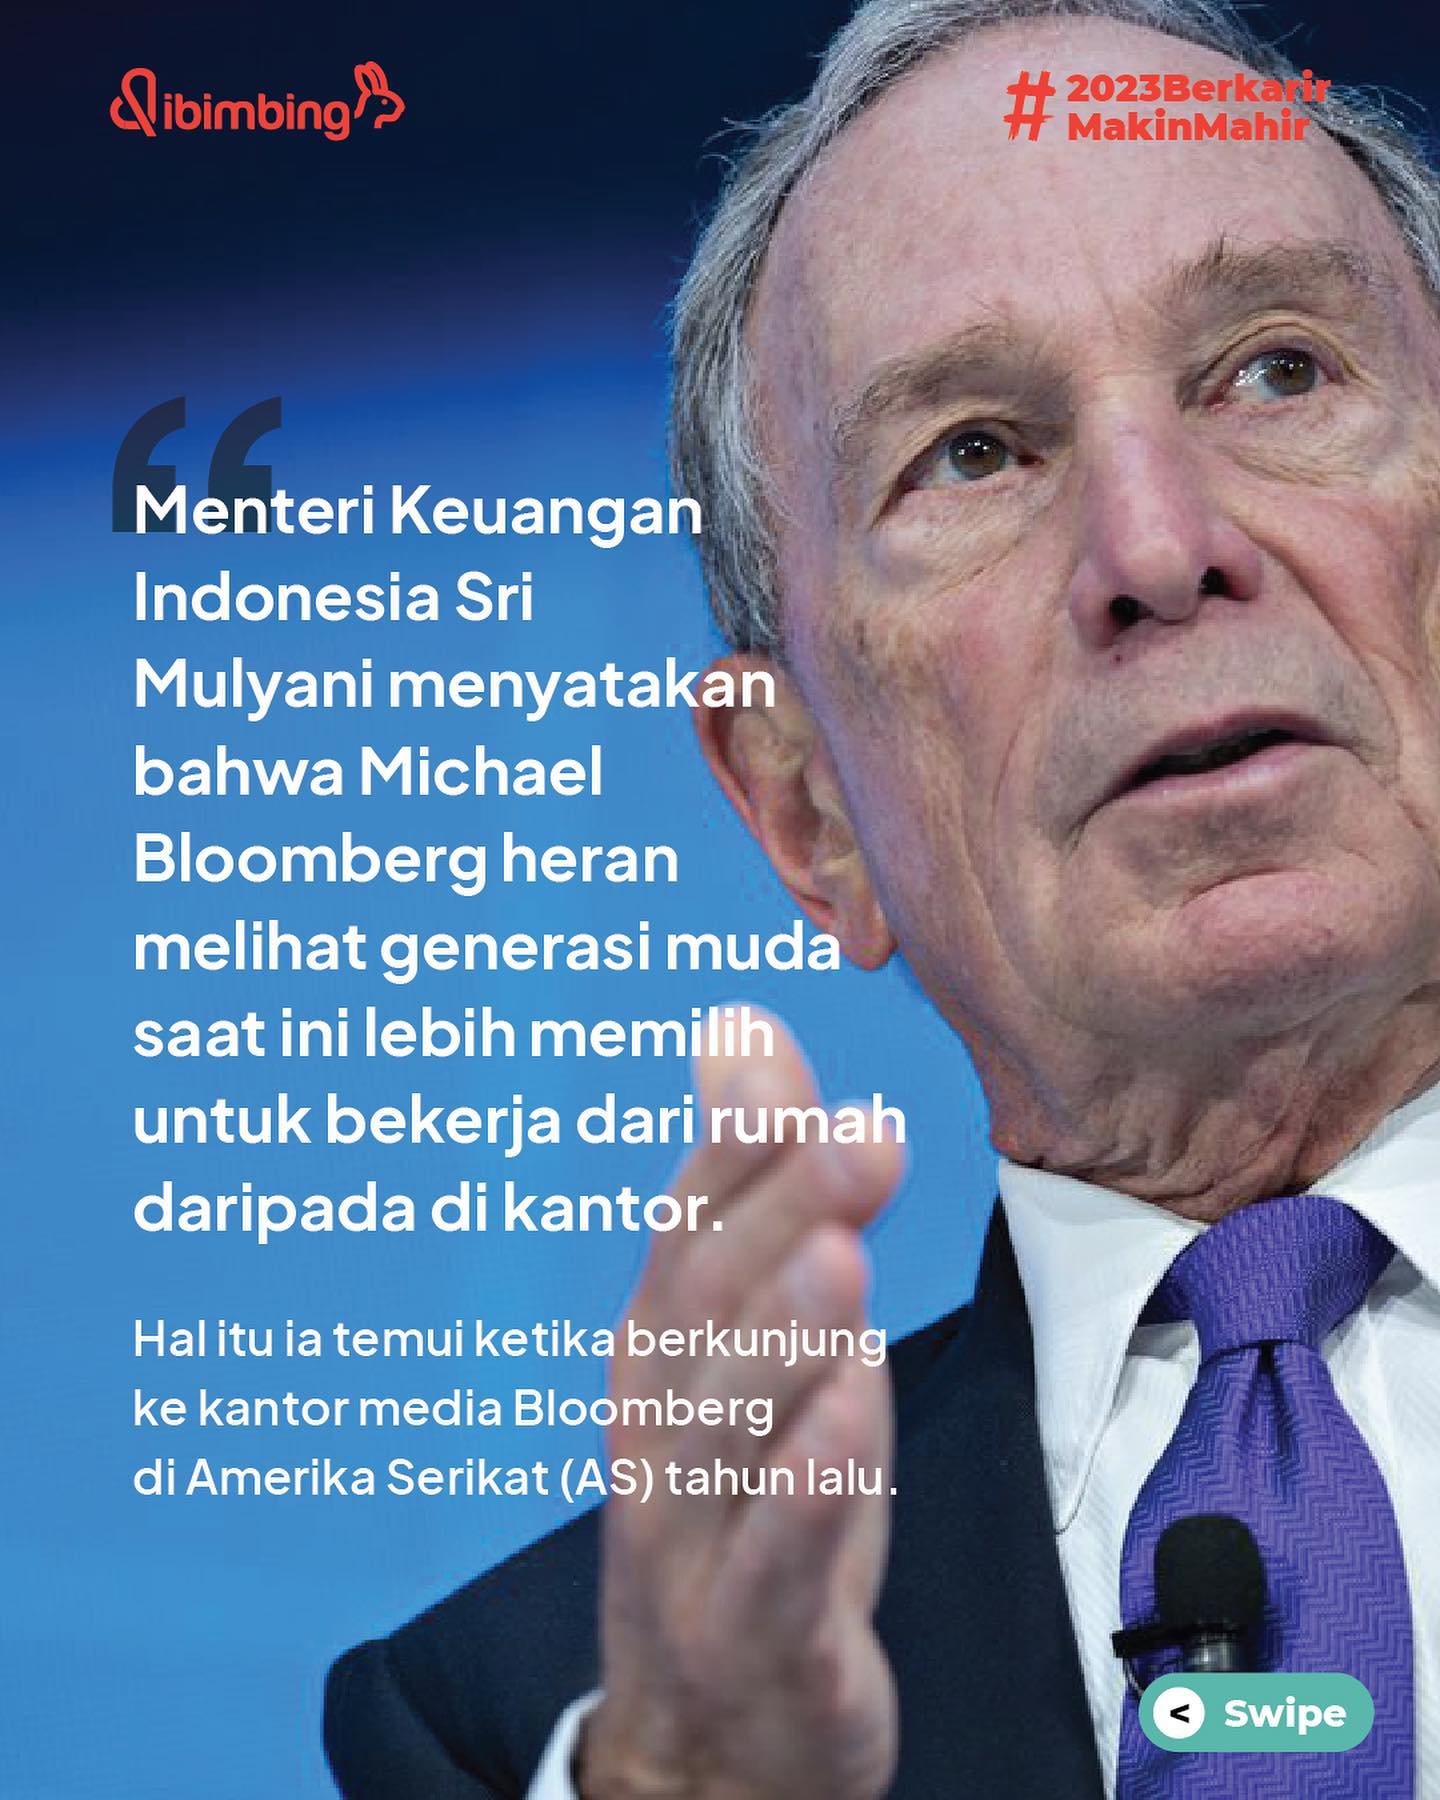 dibimbing
#2023Berkarir
MakinMahir
“
Menteri Keuangan
Indonesia Sri
Mulyani menyatakan
bahwa Michael
Bloomberg heran
melihat generasi muda
saat ini lebih memilih
untuk bekerja dari rumah
daripada di kantor.
Hal itu ia temui ketika berkunjung
ke kantor media Bloomberg
di Amerika Serikat (AS) tahun lalu.
< Swipe